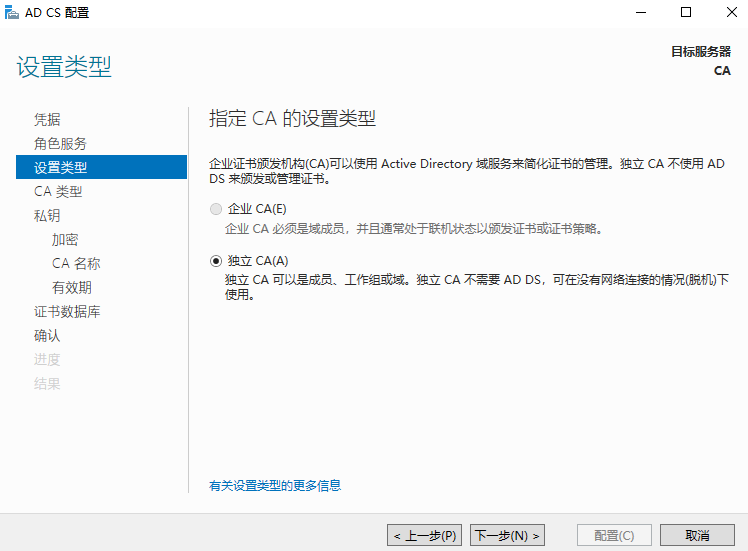 AD CS 配置
设置类型
目标服务器
CA
凭据
角色服务
设置类型
CA 类型
私钥
加密
CA 名称
有效期
证书数据库
确认
进度
结果
指定 CA 的设置类型
企业证书颁发机构(CA)可以使用 Active Directory 域服务来简化证书的管理。独立 CA 不使用 AD
DS 来颁发或管理证书。
企业 CA(E)
企业 CA 必须是域成员，并且通常处于联机状态以颁发证书或证书策略。
独立 CA(A)
独立 CA 可以是成员、工作组或域。独立 CA 不需要 AD DS，可在没有网络连接的情况(脱机)下
使用。
有关设置类型的更多信息
< 上一步(P) 下一步(N) > 配置(C) 取消